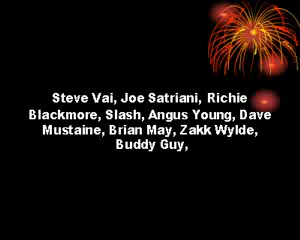 Steve Vai, Joe Satriani, Richie
Blackmore, Slash, Angus Young, Dave
Mustaine, Brian May, Zakk Wylde,
Buddy Guy,